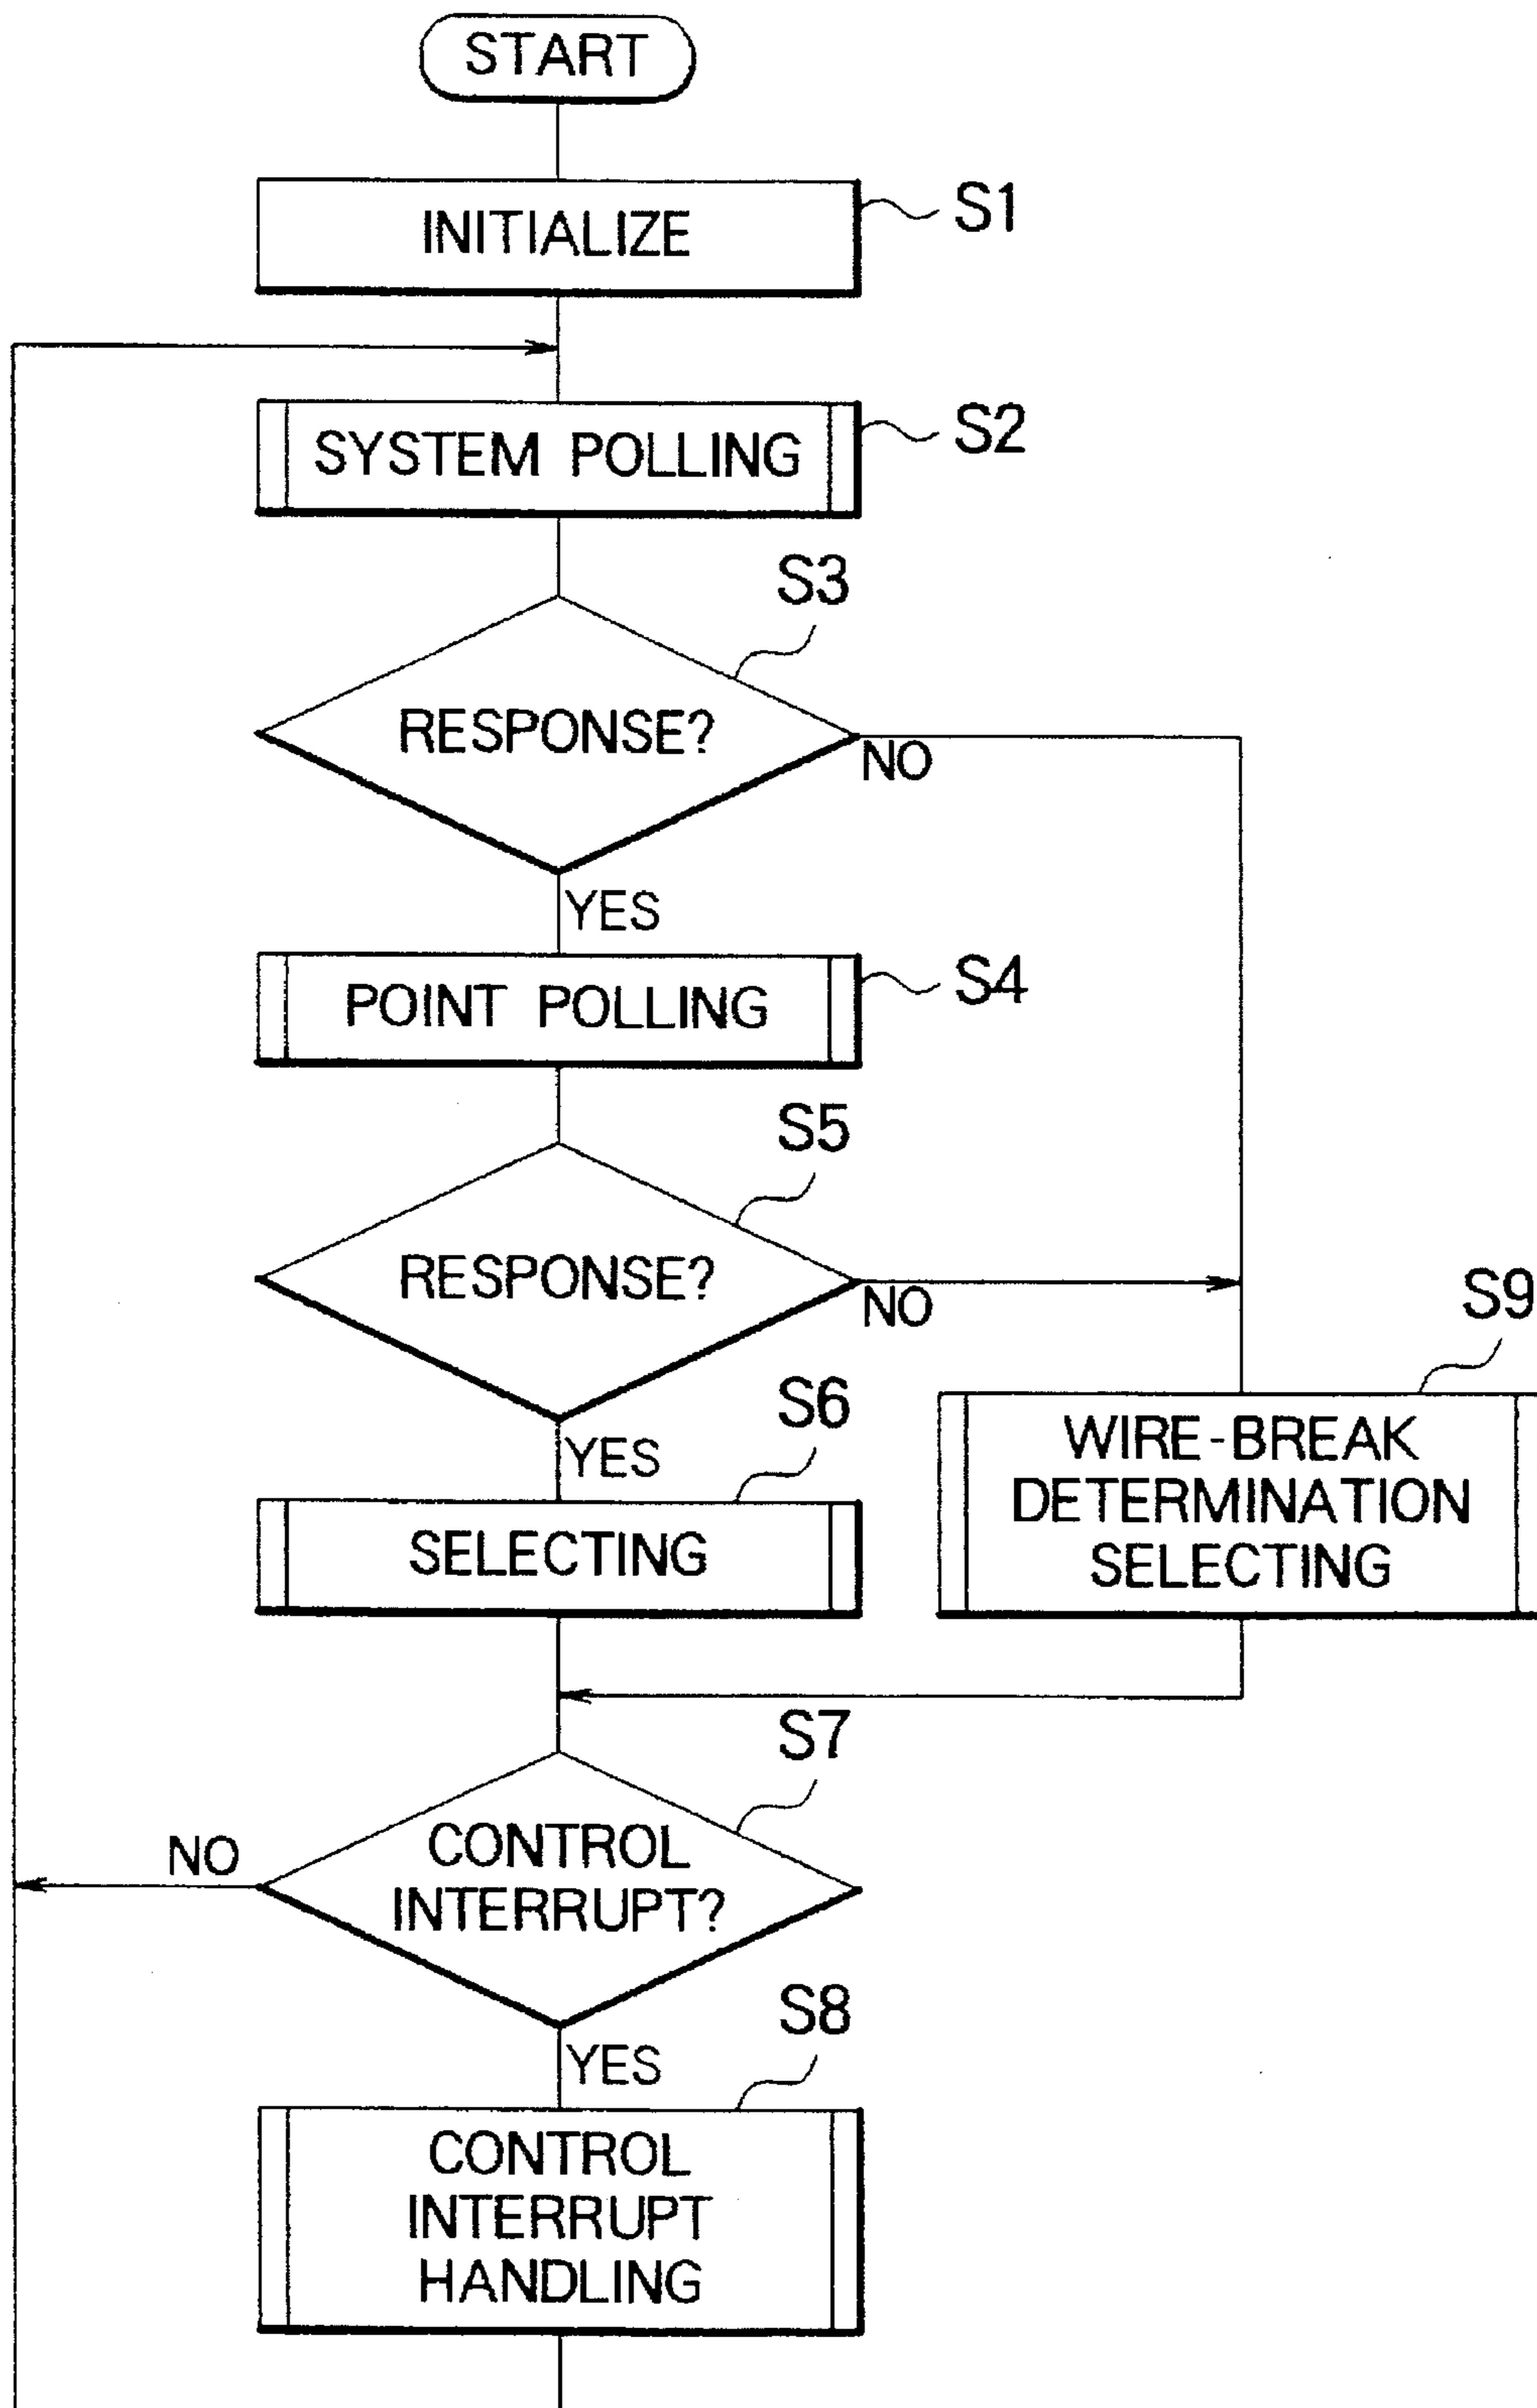 START
INITIALIZE
S1
SYSTEM POLLING
S2
S3
RESPONSE?
NO
YES
POINT POLLING
S4
S5
RESPONSE?
NO
YES
S6
SELECTING
S9
WIRE-BREAK
DETERMINATION
SELECTING
S7
CONTROL
INTERRUPT?
NO
YES
S8
CONTROL
INTERRUPT
HANDLING